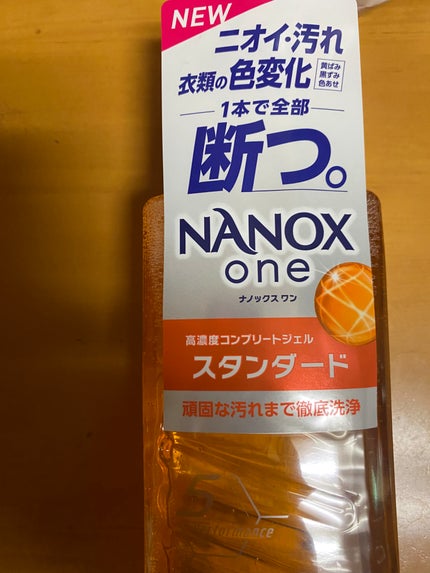 NEW
ニオイ・汚れ
衣類の色変化
黄ばみ
黒ずみ
色あせ
1本で全部
断つ。
NANOX
one
ナノックス ワン
高濃度コンプリートジェル
スタンダード
頑固な汚れまで徹底洗浄
5